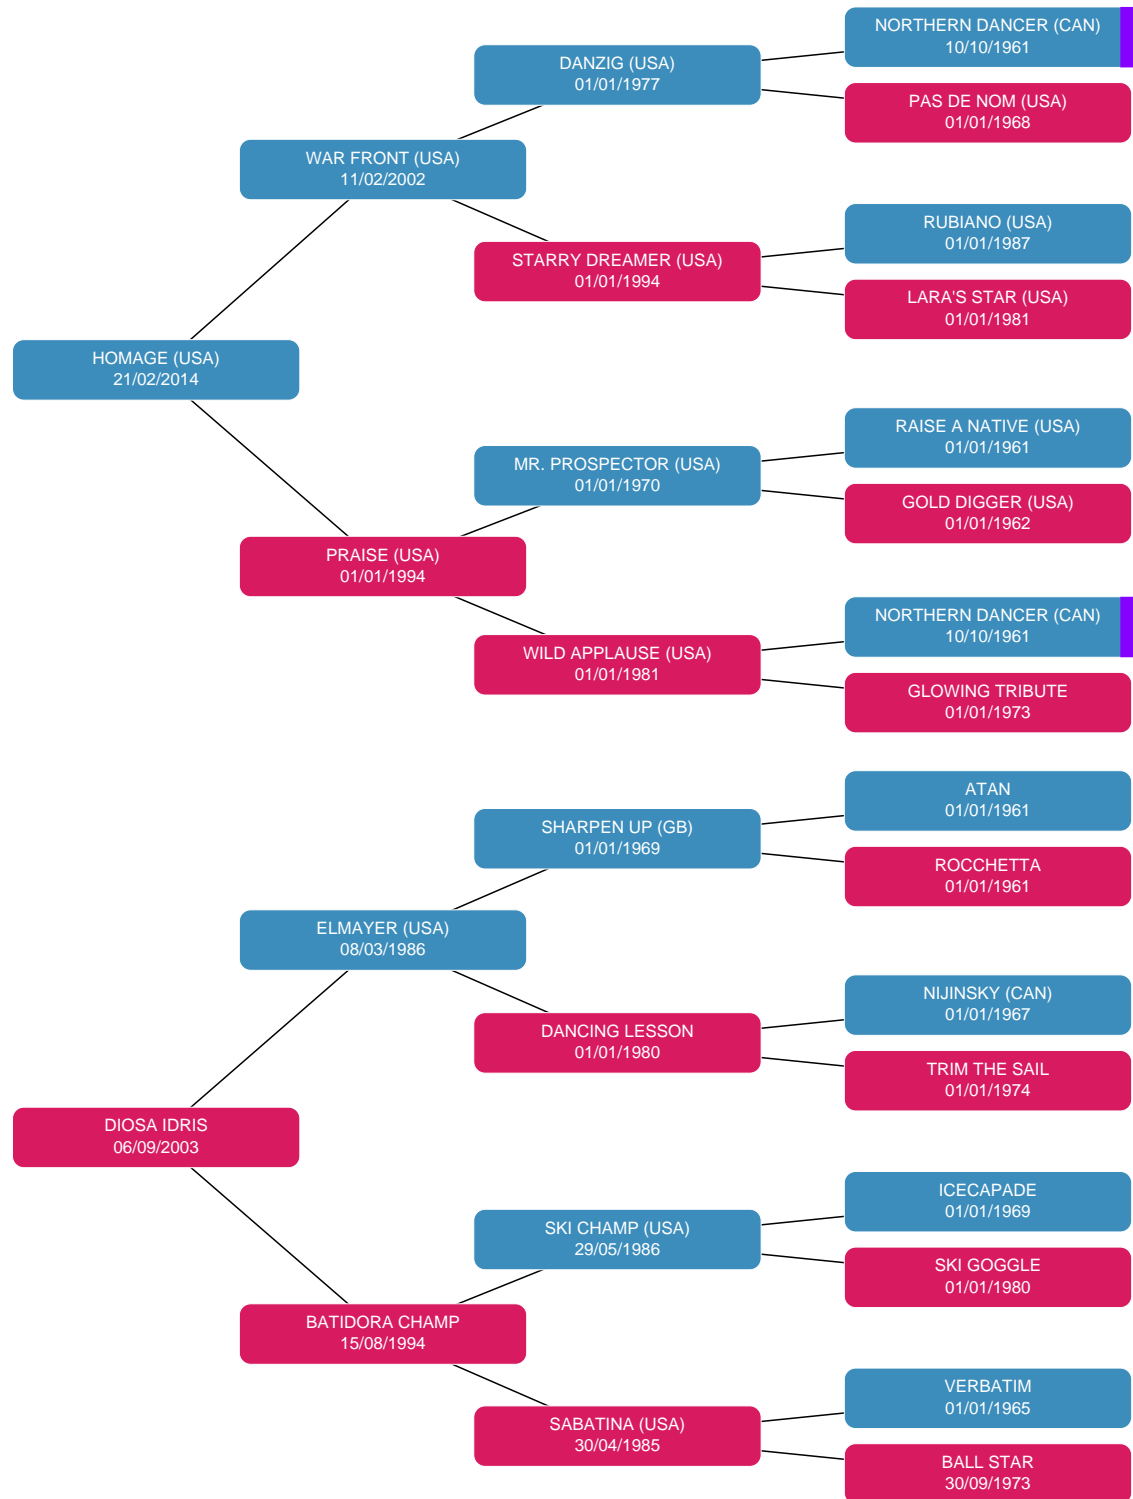 NORTHERN DANCER (CAN)
10/10/1961
DANZIG (USA)
01/01/1977
PAS DE NOM (USA)
01/01/1968
WAR FRONT (USA)
11/02/2002
RUBIANO (USA)
01/01/1987
STARRY DREAMER (USA)
01/01/1994
LARA'S STAR (USA)
01/01/1981
HOMAGE (USA)
21/02/2014
RAISE A NATIVE (USA)
01/01/1961
MR. PROSPECTOR (USA)
01/01/1970
GOLD DIGGER (USA)
01/01/1962
PRAISE (USA)
01/01/1994
NORTHERN DANCER (CAN)
10/10/1961
WILD APPLAUSE (USA)
01/01/1981
GLOWING TRIBUTE
01/01/1973
ATAN
01/01/1961
SHARPEN UP (GB)
01/01/1969
ROCCHETTA
01/01/1961
ELMAYER (USA)
08/03/1986
NIJINSKY (CAN)
01/01/1967
DANCING LESSON
01/01/1980
TRIM THE SAIL
01/01/1974
DIOSA IDRIS
06/09/2003
ICECAPADE
01/01/1969
SKI CHAMP (USA)
29/05/1986
SKI GOGGLE
01/01/1980
BATIDORA CHAMP
15/08/1994
VERBATIM
01/01/1965
SABATINA (USA)
30/04/1985
BALL STAR
30/09/1973